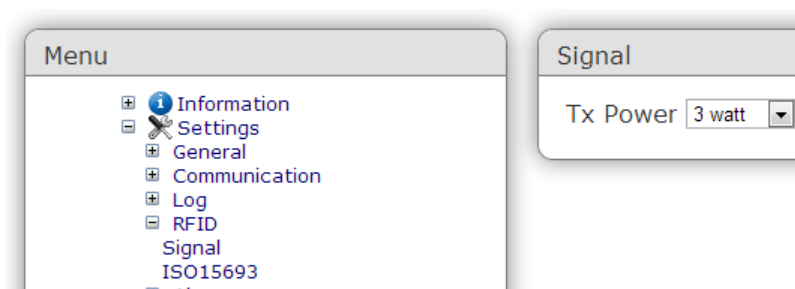 Menu
Information
Settings
General
Communication
Log
RFID
Signal
ISO15693
Signal
Tx Power 3 watt